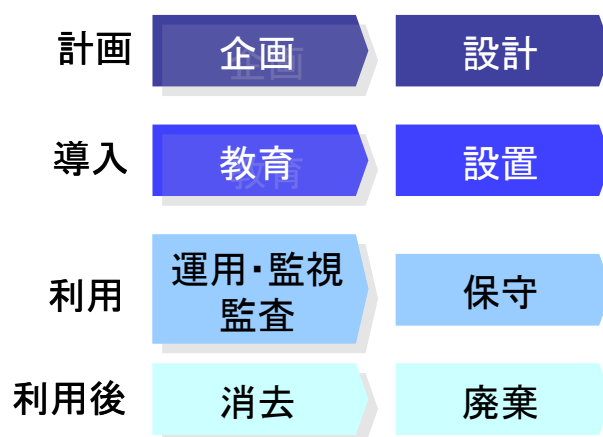 計画
企画
設計
導入
教育
設置
利用
運用・監視
監査
保守
利用後
消去
廃棄